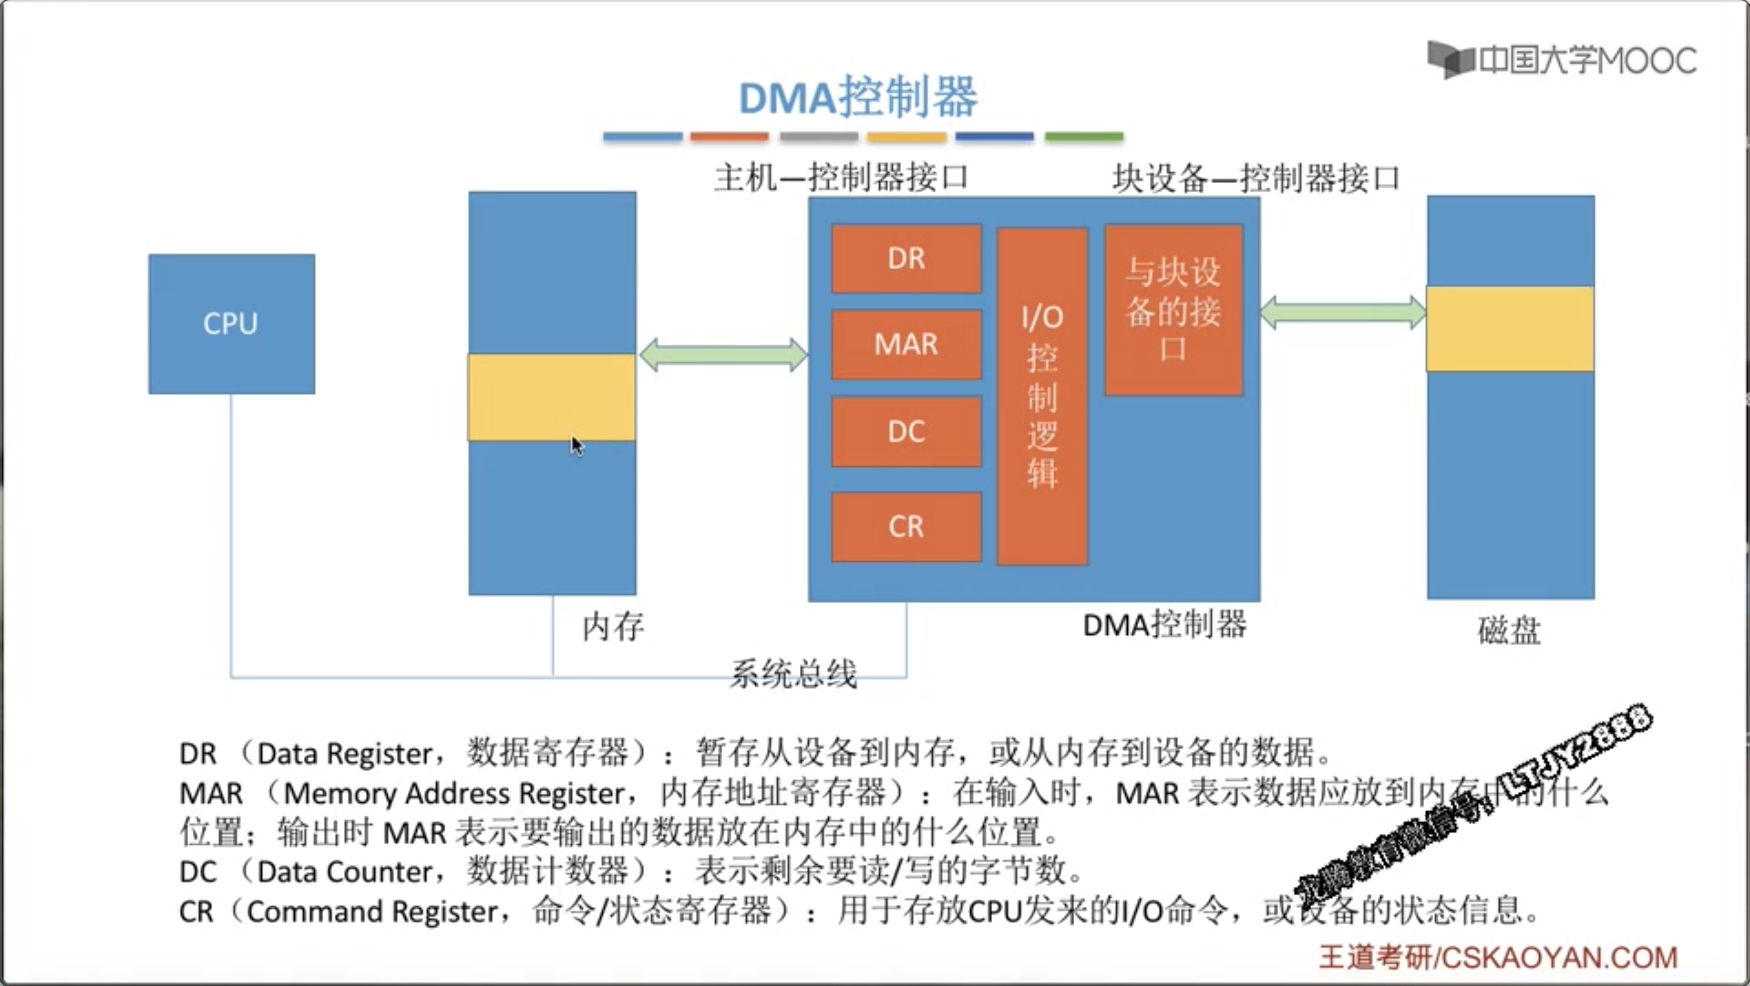 中国大学MOOC
DMA控制器
主机—控制器接口
块设备—控制器接口
CPU
DR
MAR
DC
CR
I/O
控
制
逻
辑
与块设
备的接
口
内存
DMA控制器
磁盘
系统总线
DR （Data Register，数据寄存器）：暂存从设备到内存，或从内存到设备的数据。
MAR （Memory Address Register，内存地址寄存器）：在输入时，MAR 表示数据应放到内存中的什么
位置；输出时 MAR 表示要输出的数据放在内存中的什么位置。
DC （Data Counter，数据计数器）：表示剩余要读/写的字节数。
CR（Command Register，命令/状态寄存器）：用于存放CPU发来的I/O命令，或设备的状态信息。
教育微信号：LTJY2888
王道考研/CSKAOYAN.COM